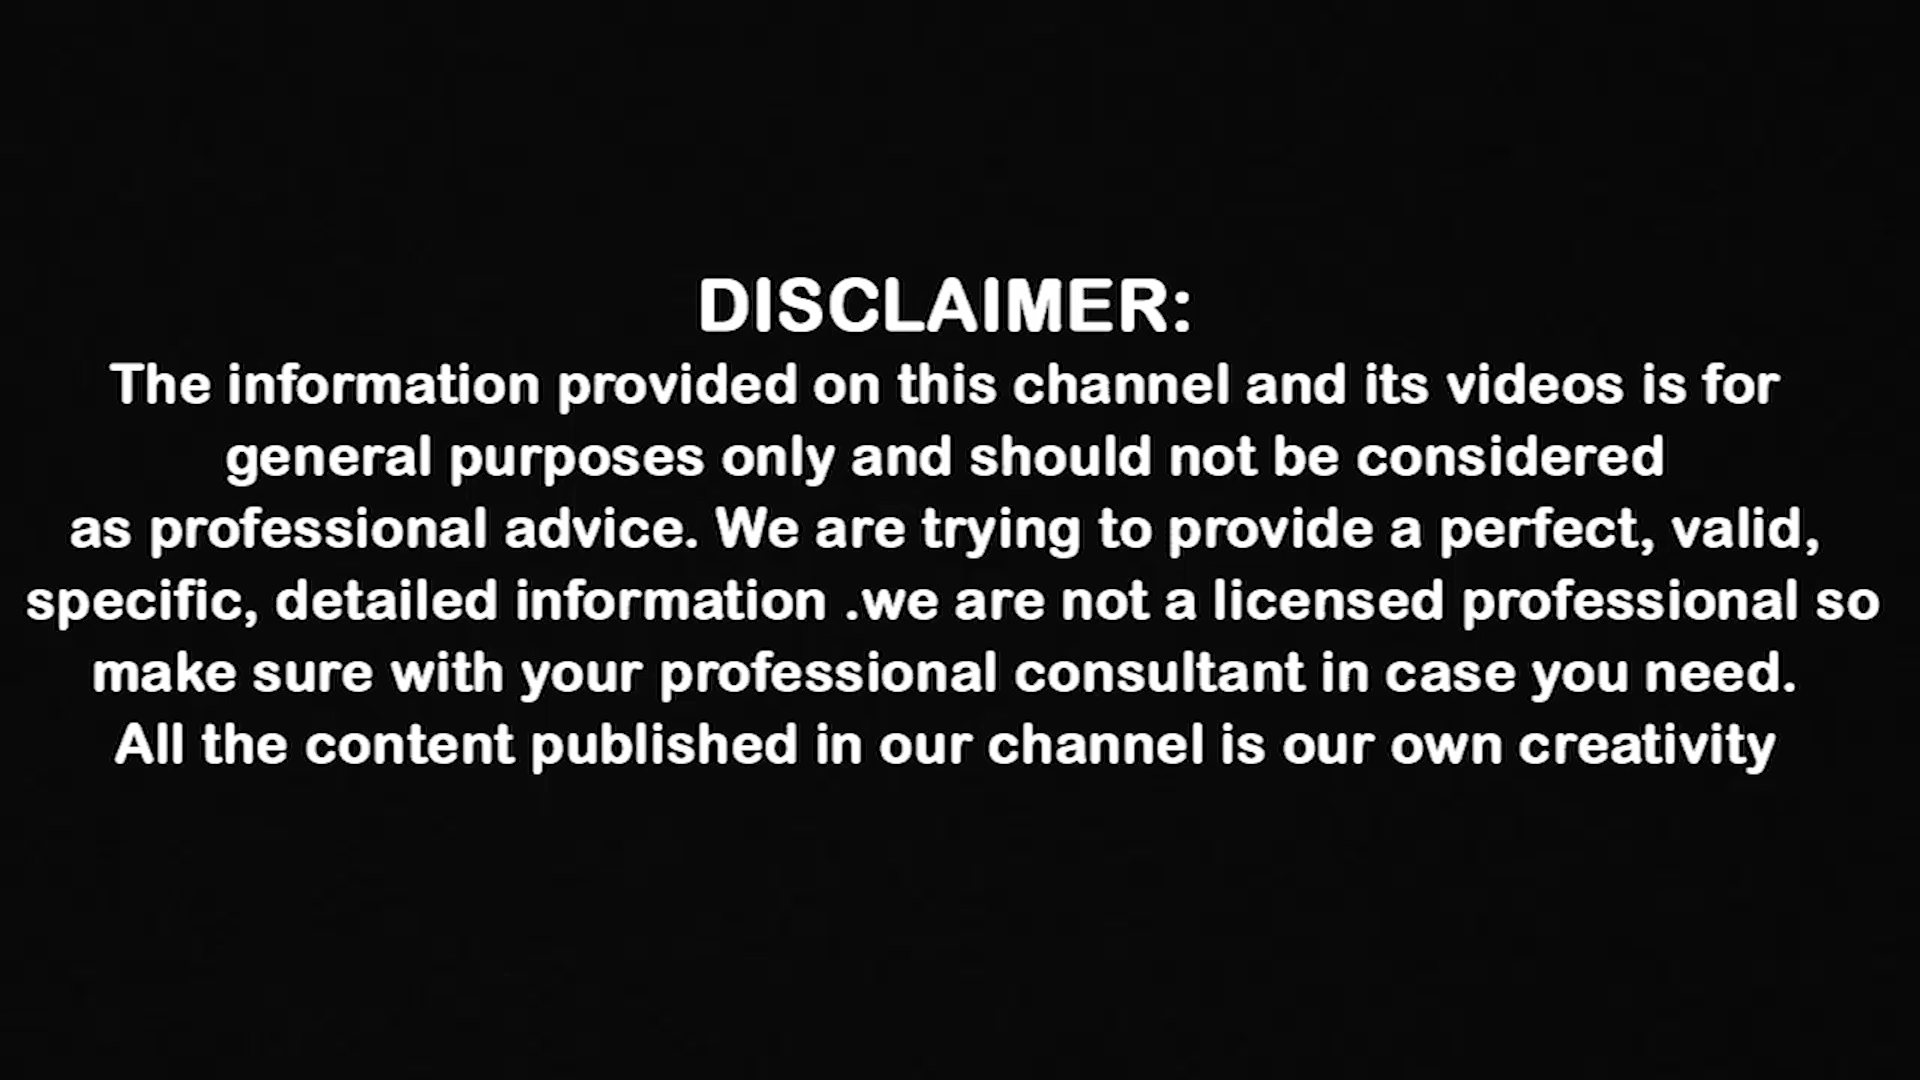 DISCLAIMER:
The information provided on this channel and its videos is for
general purposes only and should not be considered
as professional advice. We are trying to provide a perfect, valid,
specific, detailed information .we are not a licensed professional so
make sure with your professional consultant in case you need.
All the content published in our channel is our own creativity